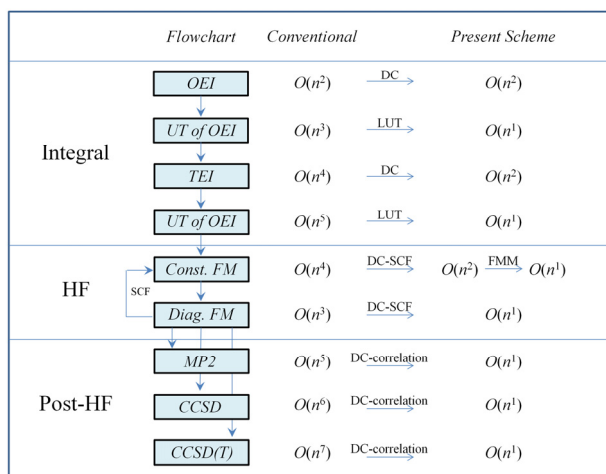 Flowchart Conventional Present Scheme
OEI O(n²) DC O(n²)
UT of OEI O(n³) LUT O(n¹)
Integral
TEI O(n⁴) DC O(n²)
UT of OEI O(n⁵) LUT O(n¹)
Const. FM O(n⁴) DC-SCF O(n²) FMM O(n¹)
HF SCF
Diag. FM O(n³) DC-SCF O(n¹)
MP2 O(n⁵) DC-correlation O(n¹)
Post-HF CCSD O(n⁶) DC-correlation O(n¹)
CCSD(T) O(n⁷) DC-correlation O(n¹)